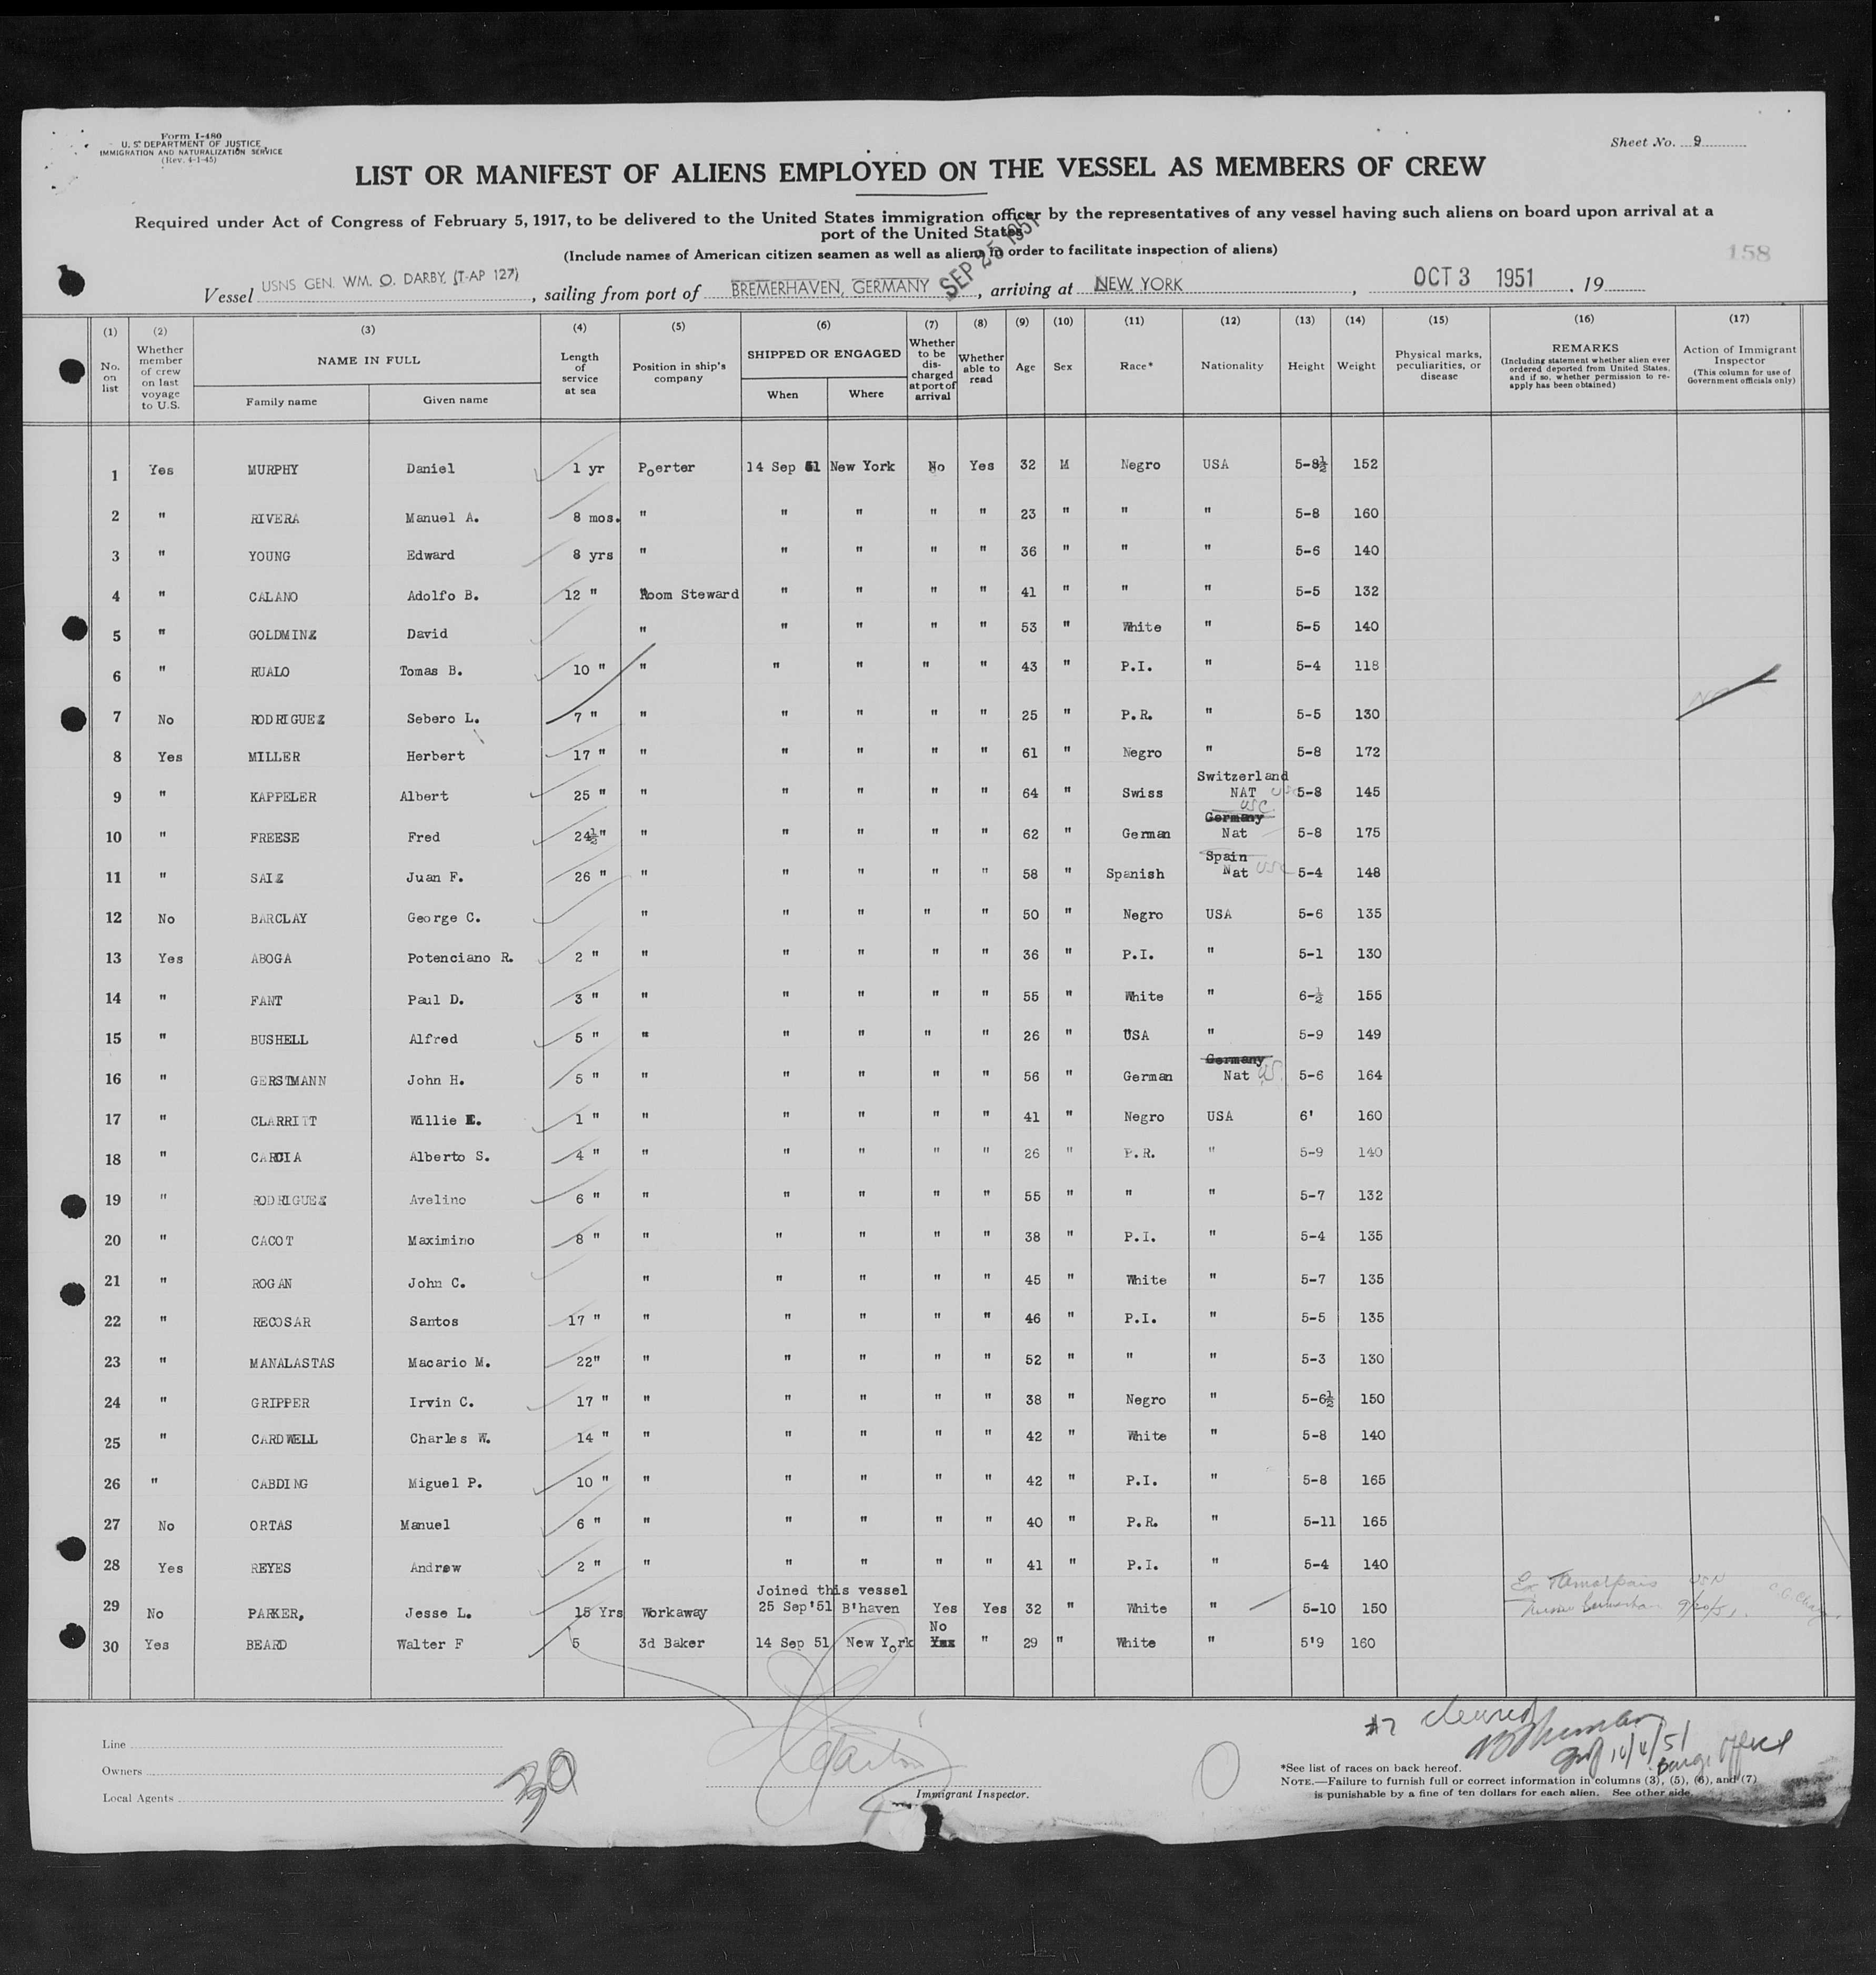 Form I-480
U. S. DEPARTMENT OF JUSTICE
IMMIGRATION AND NATURALIZATION SERVICE
(Rev. 4-1-45)
Sheet No. 9
LIST OR MANIFEST OF ALIENS EMPLOYED ON THE VESSEL AS MEMBERS OF CREW
Required under Act of Congress of February 5, 1917, to be delivered to the United States immigration officer by the representatives of any vessel having such aliens on board upon arrival at a
port of the United States
(Include names of American citizen seamen as well as aliens in order to facilitate inspection of aliens)
158
Vessel USNS GEN. WM. O. DARBY, (T-AP 127), sailing from port of BREMERHAVEN, GERMANY SEP 25 1951, arriving at NEW YORK, OCT 3 1951, 19
(1) (2) (3) (4) (5) (6) (7) (8) (9) (10) (11) (12) (13) (14) (15) (16) (17)
No. on list
Whether member of crew on last voyage to U.S.
NAME IN FULL
Family name Given name
Length of service at sea
Position in ship's company
SHIPPED OR ENGAGED
When Where
Whether to be discharged at port of arrival
Whether able to read
Age Sex Race* Nationality Height Weight
Physical marks, peculiarities, or disease
REMARKS
(Including statement whether alien ever ordered deported from United States, and if so, whether permission to reapply has been obtained)
Action of Immigrant Inspector
(This column for use of Government officials only)
1 Yes MURPHY Daniel 1 yr Poerter 14 Sep 51 New York No Yes 32 M Negro USA 5-8½ 152
2 " RIVERA Manuel A. 8 mos. " " " " " 23 " " " 5-8 160
3 " YOUNG Edward 8 yrs " " " " " 36 " " " 5-6 140
4 " CALANO Adolfo B. 12 " Room Steward " " " " 41 " " " 5-5 132
5 " GOLDMINZ David " " " " " 53 " White " 5-5 140
6 " RUALO Tomas B. 10 " " " " " " 43 " P.I. " 5-4 118
7 No RODRIGUEZ Sebero L. 7 " " " " " " 25 " P.R. " 5-5 130
8 Yes MILLER Herbert 17 " " " " " " 61 " Negro " 5-8 172
9 " KAPPELER Albert 25 " " " " " " 64 " Swiss Switzerland NAT USC 5-8 145
10 " FREESE Fred 24½" " " " " " 62 " German USC Germany Nat 5-8 175
11 " SAIZ Juan F. 26 " " " " " " 58 " Spanish Spain Nat USC 5-4 148
12 No BARCLAY George C. " " " " " 50 " Negro USA 5-6 135
13 Yes ABOGA Potenciano R. 2 " " " " " " 36 " P.I. " 5-1 130
14 " FANT Paul D. 3 " " " " " " 55 " White " 6-½ 155
15 " BUSHELL Alfred 5 " " " " " " 26 " USA " 5-9 149
16 " GERSTMANN John H. 5 " " " " " " 56 " German Germany Nat US. 5-6 164
17 " CLARRITT Willie E. 1 " " " " " " 41 " Negro USA 6' 160
18 " CARCIA Alberto S. 4 " " " " " " 26 " P.R. " 5-9 140
19 " RODRIGUEZ Avelino 6 " " " " " " 55 " " " 5-7 132
20 " CACOT Maximino 8 " " " " " " 38 " P.I. " 5-4 135
21 " ROGAN John C. " " " " " 45 " White " 5-7 135
22 " RECOSAR Santos 17 " " " " " " 46 " P.I. " 5-5 135
23 " MANALASTAS Macario M. 22" " " " " " 52 " " " 5-3 130
24 " GRIPPER Irvin C. 17 " " " " " " 38 " Negro " 5-6½ 150
25 " CARDWELL Charles W. 14 " " " " " " 42 " White " 5-8 140
26 " CABDING Miguel P. 10 " " " " " " 42 " P.I. " 5-8 165
27 No ORTAS Manuel 6 " " " " " " 40 " P.R. " 5-11 165
28 Yes REYES Andrew 2 " " " " " " 41 " P.I. " 5-4 140
Joined this vessel
29 No PARKER, Jesse L. 15 Yrs Workaway 25 Sep'51 B'haven Yes Yes 32 " White " 5-10 150 9/20/51
No
30 Yes BEARD Walter F 5 3d Baker 14 Sep 51 New York Yes " 29 " White " 5'9 160
#7 cleared
10/4/51
Barge Office
Line
Owners
Local Agents
30
Immigrant Inspector.
0
*See list of races on back hereof.
NOTE.—Failure to furnish full or correct information in columns (3), (5), (6), and (7)
is punishable by a fine of ten dollars for each alien. See other side.